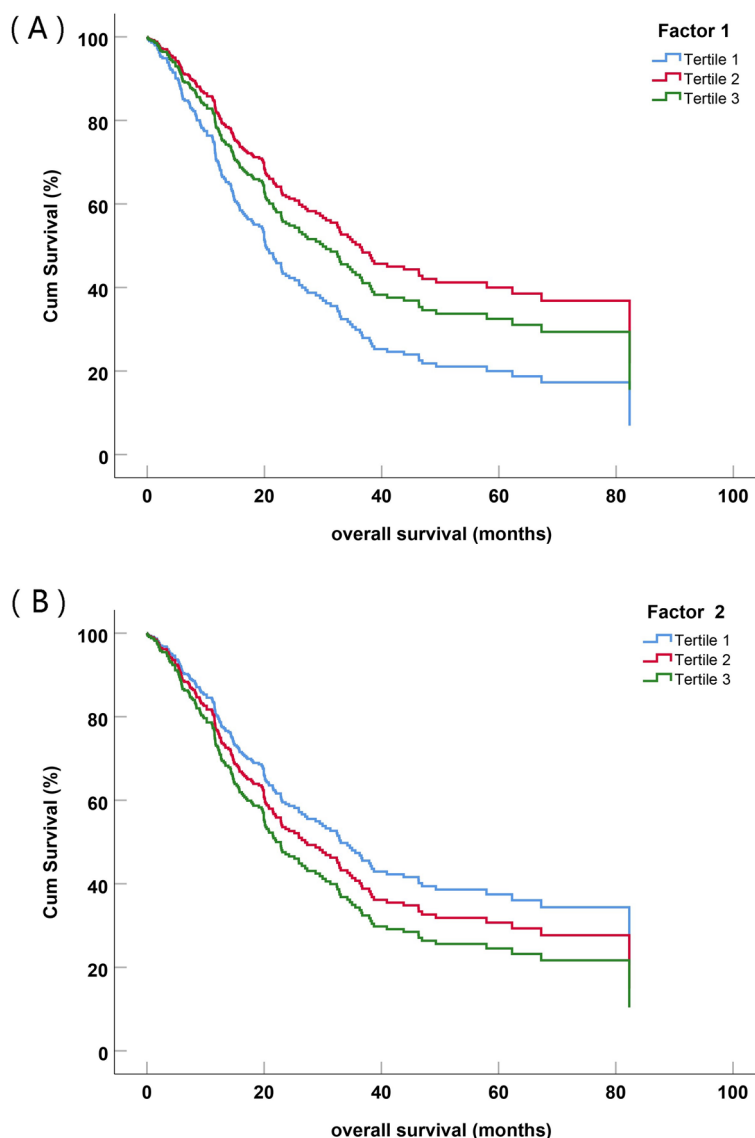 ( A )
Factor 1
Tertile 1
Tertile 2
Tertile 3
Cum Survival (%)
100
80
60
40
20
0
0 20 40 60 80 100
overall survival (months)
( B )
Factor 2
Tertile 1
Tertile 2
Tertile 3
Cum Survival (%)
100
80
60
40
20
0
0 20 40 60 80 100
overall survival (months)